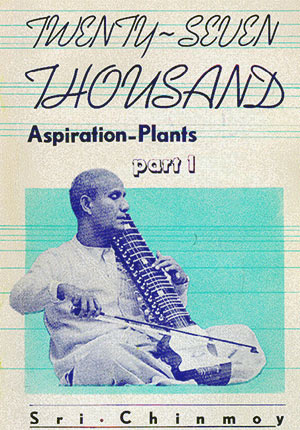 TWENTY~SEVEN
THOUSAND
Aspiration-Plants
part 1
Sri · Chinmoy